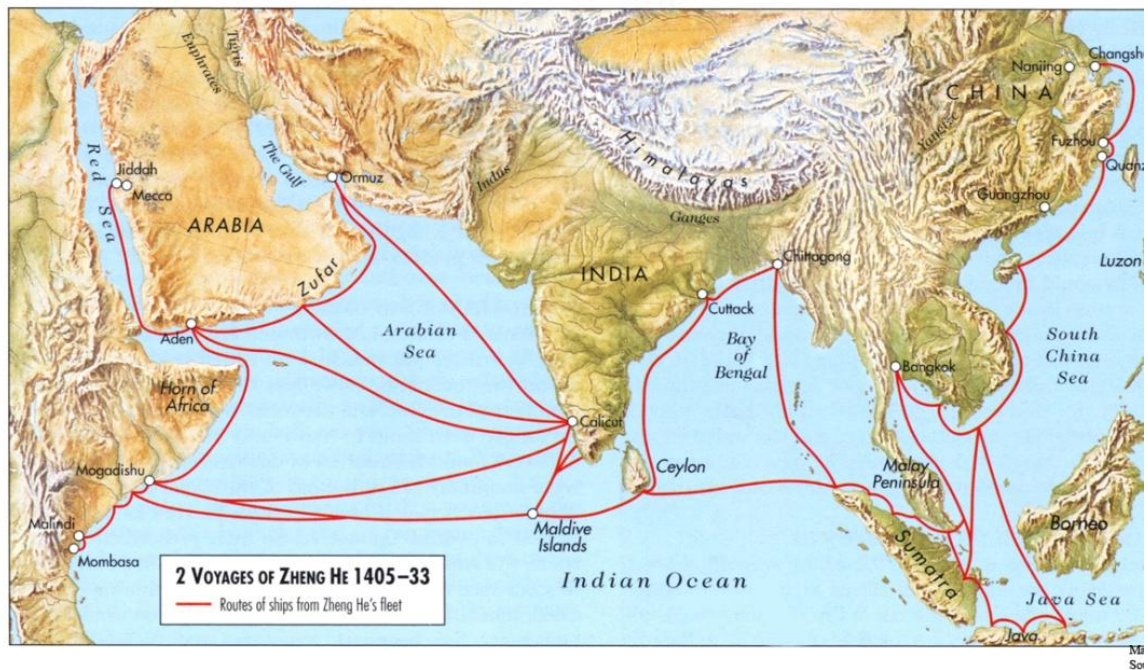 Euphrates
Tigris
Nanjing
Changshu
CHINA
Yangtze
Fuzhou
Quanz
Guangzhou
Himalayas
The Gulf
Ormuz
Indus
Red
Sea
Jiddah
Mecca
ARABIA
Ganges
Zufar
INDIA
Chittagong
Luzon
Cuttack
Aden
Arabian
Sea
Bay
of
Bengal
South
China
Sea
Bangkok
Horn of
Africa
Calicut
Mogadishu
Ceylon
Malay
Peninsula
Malindi
Maldive
Islands
Borneo
Mombasa
Sumatra
2 VOYAGES OF ZHENG HE 1405–33
Routes of ships from Zheng He's fleet
Indian Ocean
Java Sea
Java